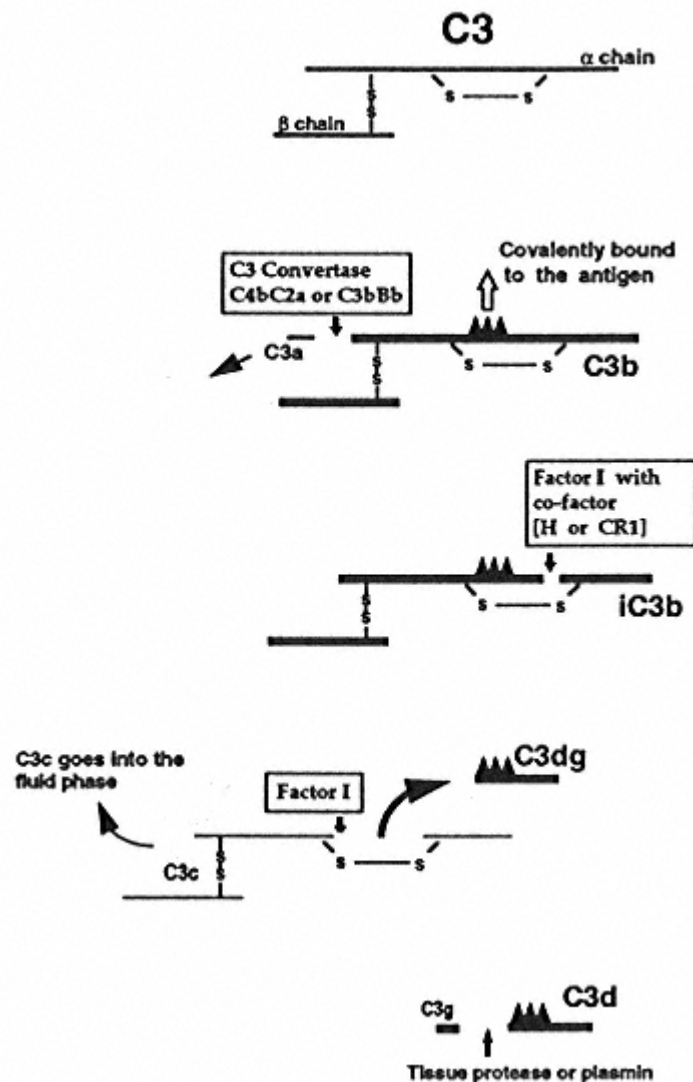 C3
α chain
S
S
s
s
β chain
Covalently bound
to the antigen
C3 Convertase
C4bC2a or C3bBb
C3a
S
S
s
s
C3b
Factor I with
co-factor
[H or CR1]
S
S
s
s
iC3b
C3c goes into the
fluid phase
C3dg
Factor I
C3c
S
S
s
s
C3g
C3d
Tissue protease or plasmin